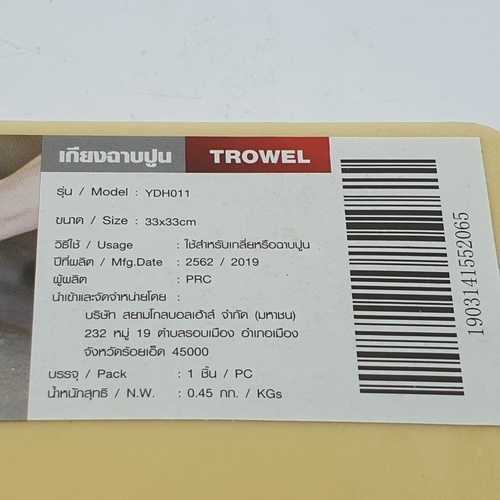 เกียงฉาบปูน TROWEL
รุ่น / Model : YDH011
ขนาด / Size : 33x33cm
วิธีใช้ / Usage : ใช้สำหรับเกลี่ยหรือฉาบปูน
ปีที่ผลิต / Mfg.Date : 2562 / 2019
ผู้ผลิต : PRC
นำเข้าและจัดจำหน่ายโดย :
บริษัท สยามโกลบอลเฮ้าส์ จำกัด (มหาชน)
232 หมู่ 19 ตำบลรอบเมือง อำเภอเมือง
จังหวัดร้อยเอ็ด 45000
บรรจุ / Pack : 1 ชิ้น / PC
น้ำหนักสุทธิ / N.W. : 0.45 กก. / KGs
1903141552065